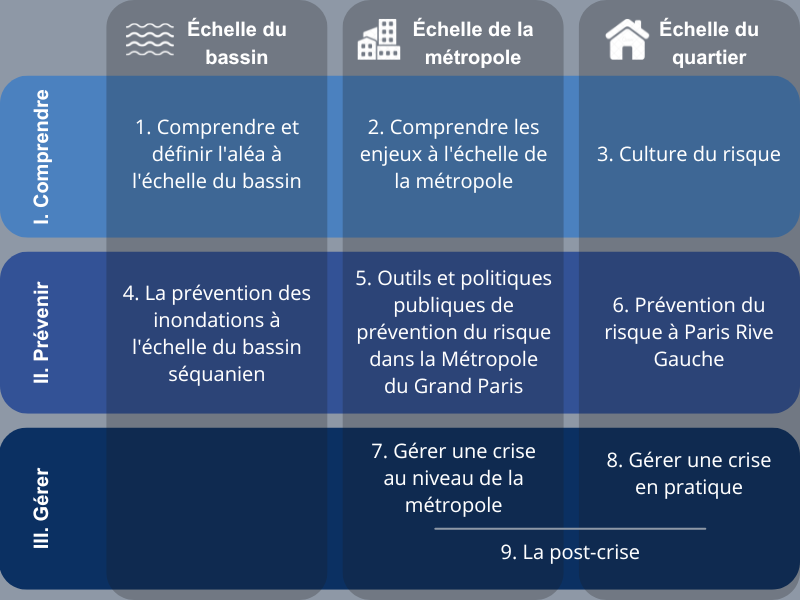 Échelle du
bassin
Échelle de la
métropole
Échelle du
quartier
I. Comprendre
1. Comprendre et
définir l'aléa à
l'échelle du bassin
2. Comprendre les
enjeux à l'échelle de
la métropole
3. Culture du risque
II. Prévenir
4. La prévention des
inondations à
l'échelle du bassin
séquanien
5. Outils et politiques
publiques de
prévention du risque
dans la Métropole
du Grand Paris
6. Prévention du
risque à Paris Rive
Gauche
III. Gérer
7. Gérer une crise
au niveau de la
métropole
8. Gérer une crise
en pratique
9. La post-crise